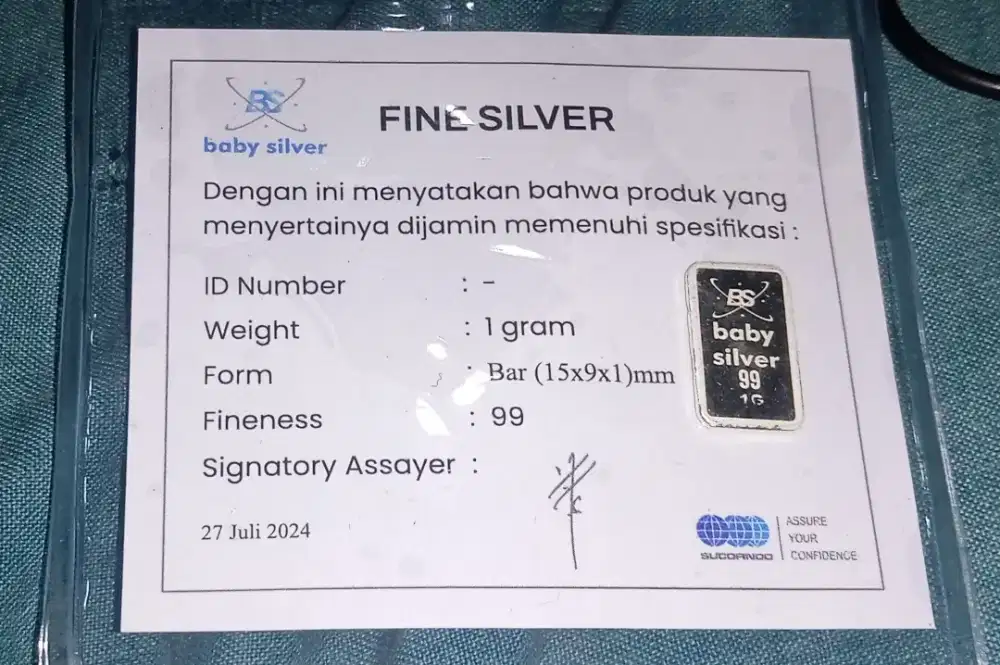 BS
baby silver
FINE SILVER
Dengan ini menyatakan bahwa produk yang
menyertainya dijamin memenuhi spesifikasi :
ID Number : -
Weight : 1 gram
Form : Bar (15x9x1)mm
Fineness : 99
Signatory Assayer :
27 Juli 2024
BS
baby
silver
99
1G
SUCOFINDO
ASSURE
YOUR
CONFIDENCE